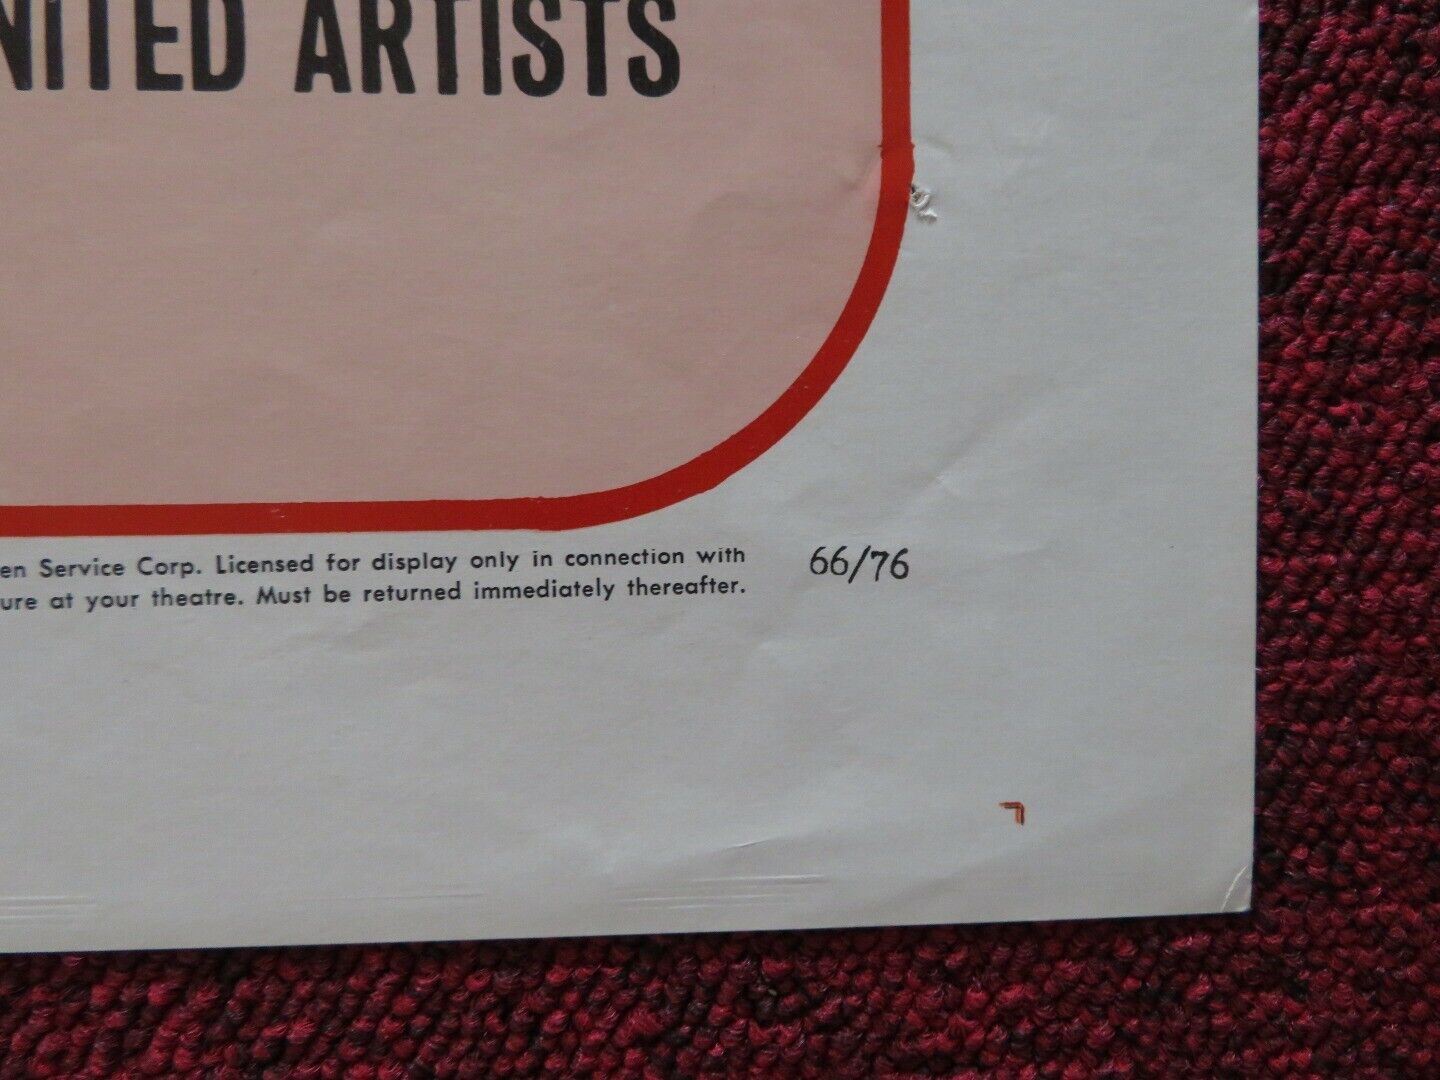 NITED ARTISTS
en Service Corp. Licensed for display only in connection with
ure at your theatre. Must be returned immediately thereafter.
66/76